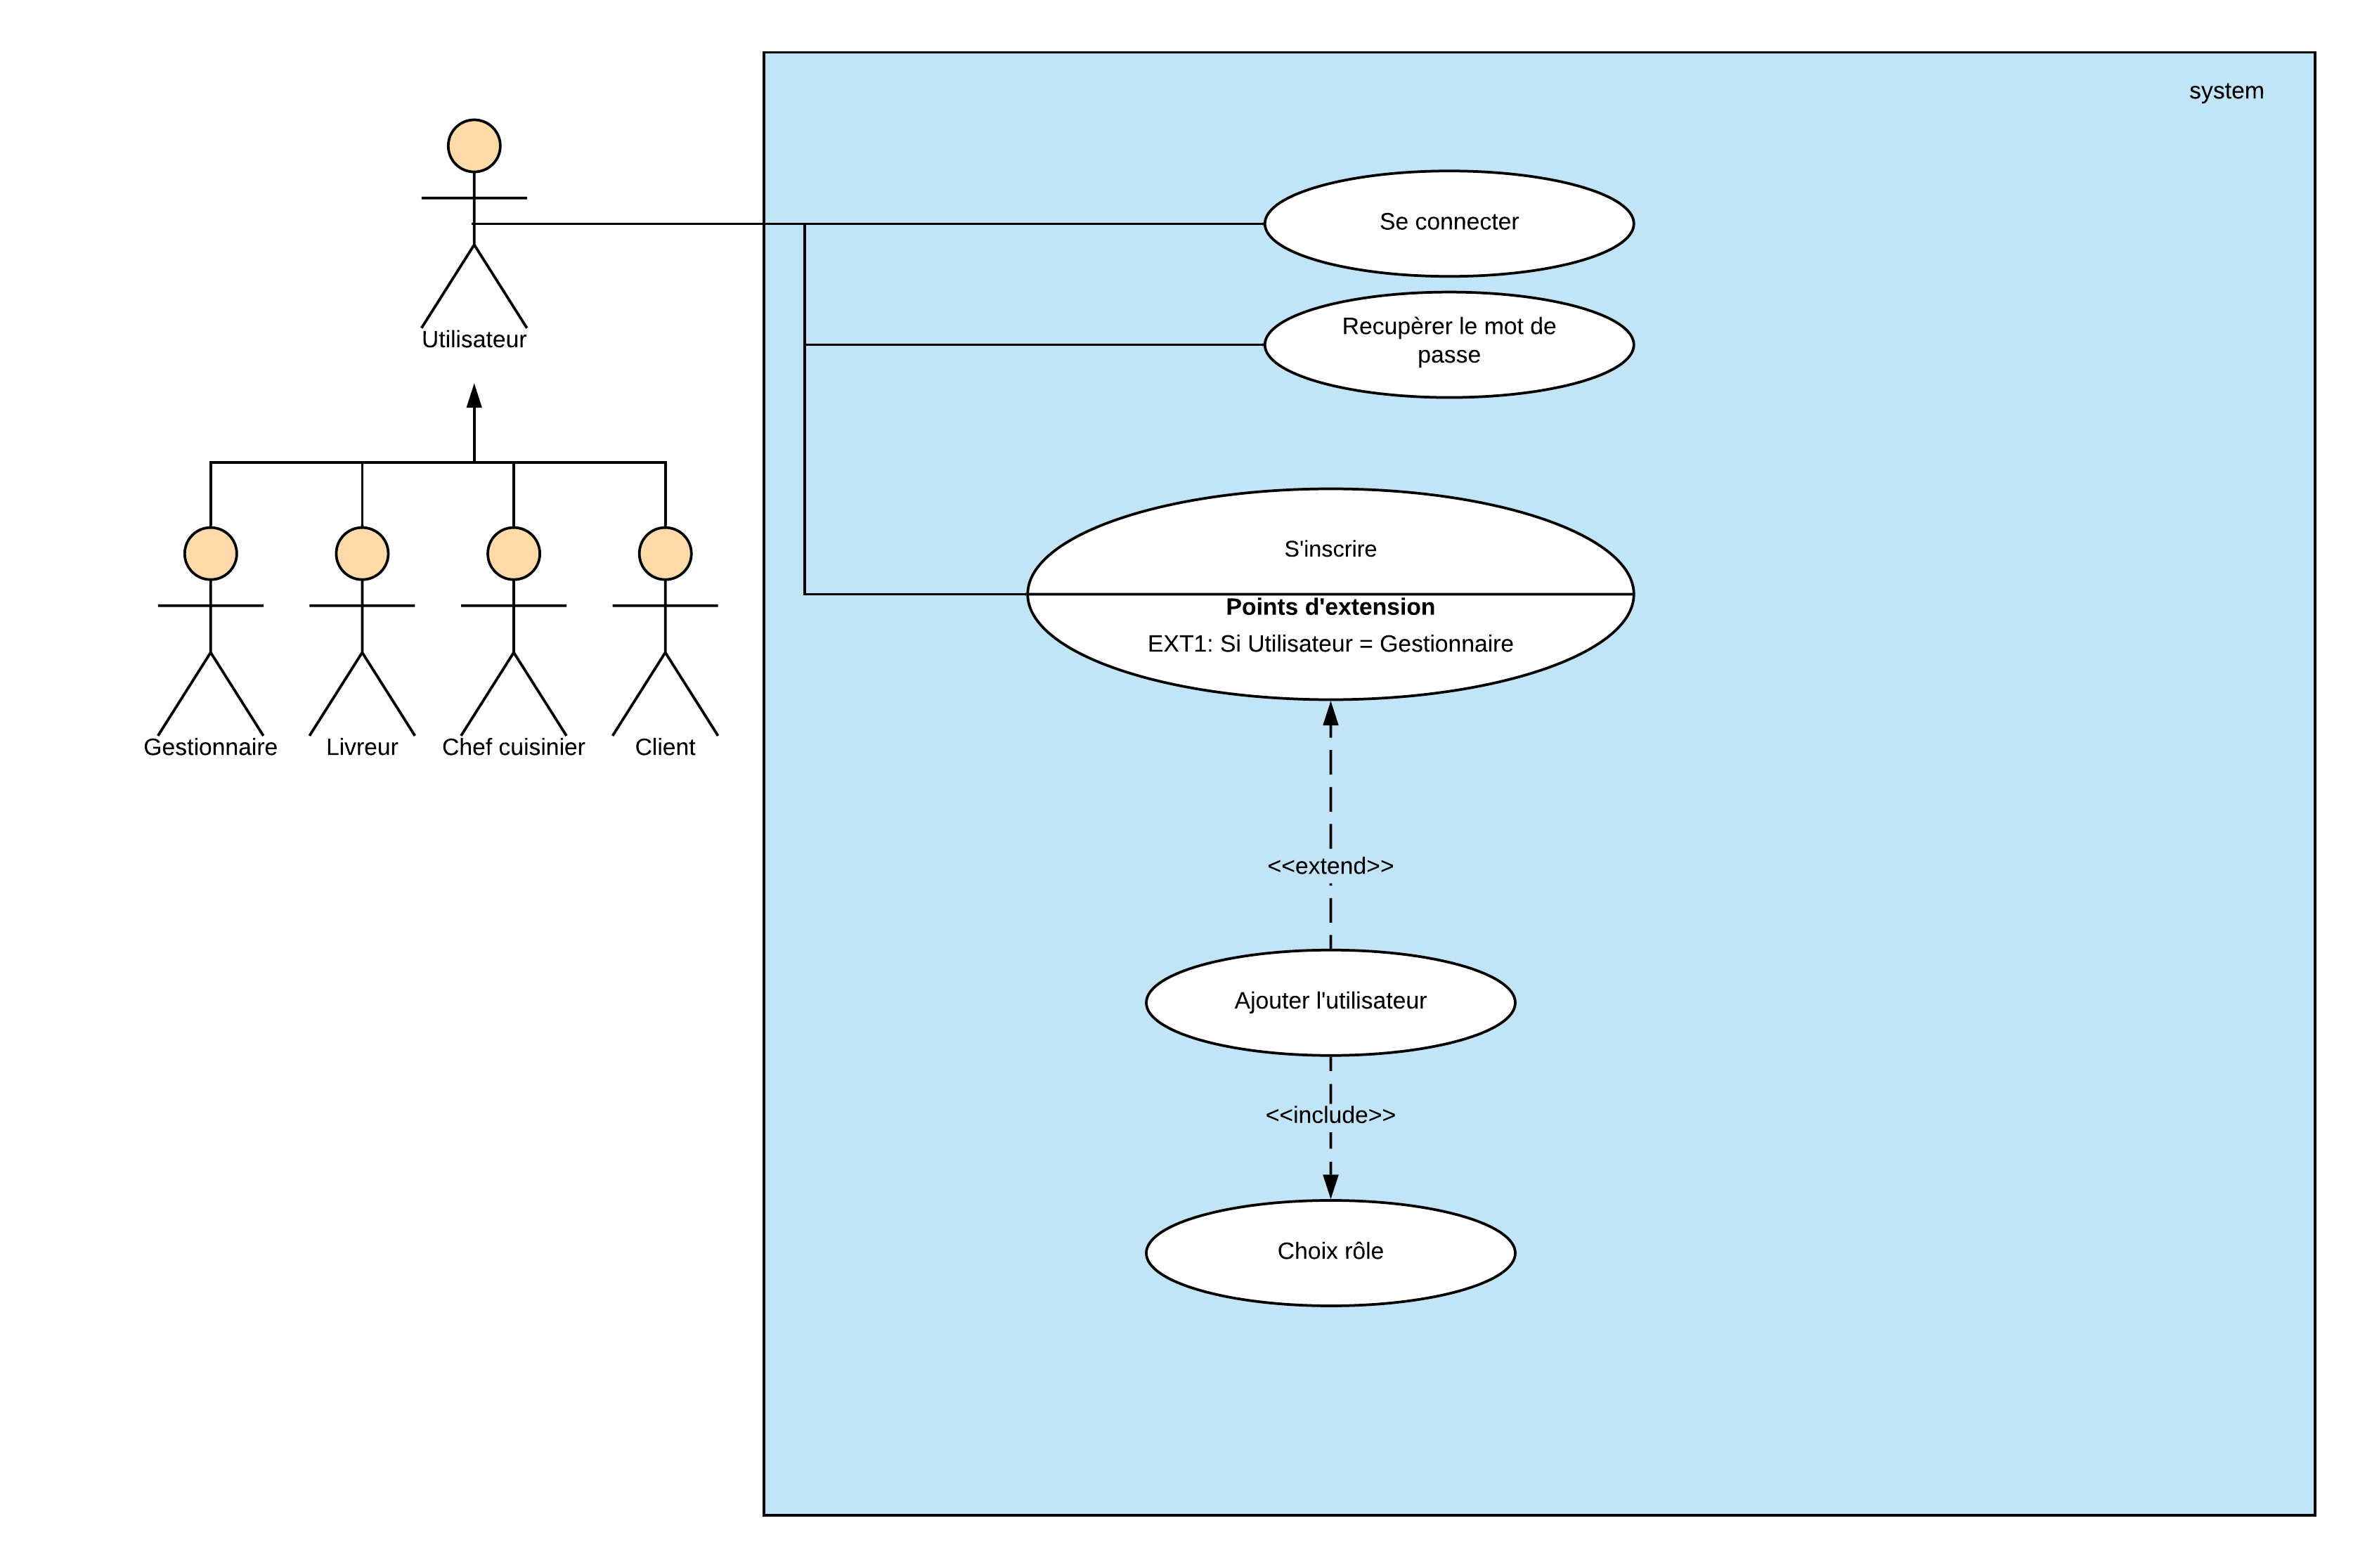 system
Se connecter
Recupèrer le mot de
passe
Utilisateur
S'inscrire
Points d'extension
EXT1: Si Utilisateur = Gestionnaire
Gestionnaire
Livreur
Chef cuisinier
Client
<<extend>>
Ajouter l'utilisateur
<<include>>
Choix rôle